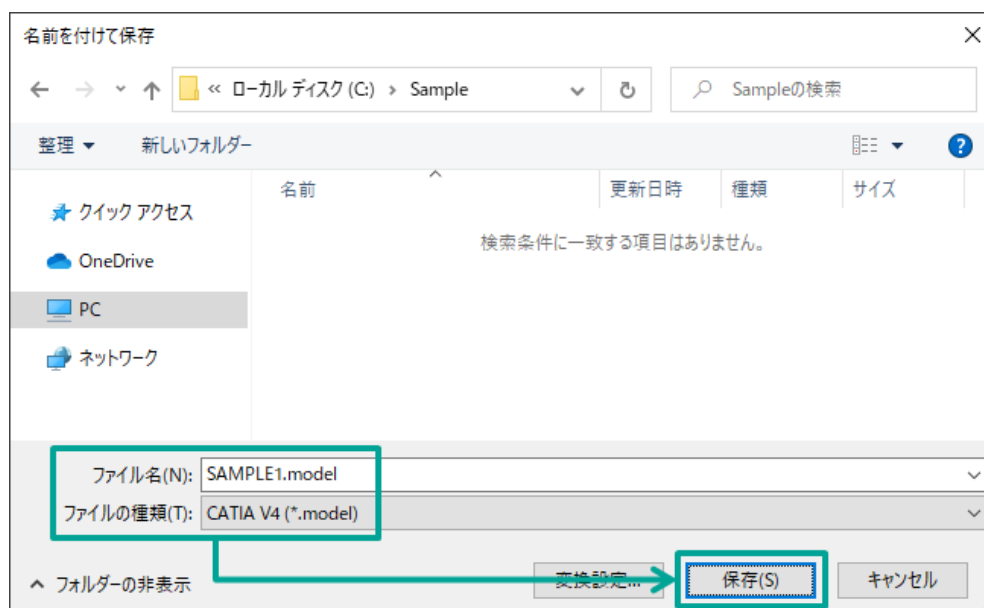 名前を付けて保存
« ローカル ディスク (C:) › Sample
Sampleの検索
整理
新しいフォルダー
名前 更新日時 種類 サイズ
検索条件に一致する項目はありません。
クイック アクセス
OneDrive
PC
ネットワーク
ファイル名(N): SAMPLE1.model
ファイルの種類(T): CATIA V4 (*.model)
フォルダーの非表示
変換設定...
保存(S)
キャンセル